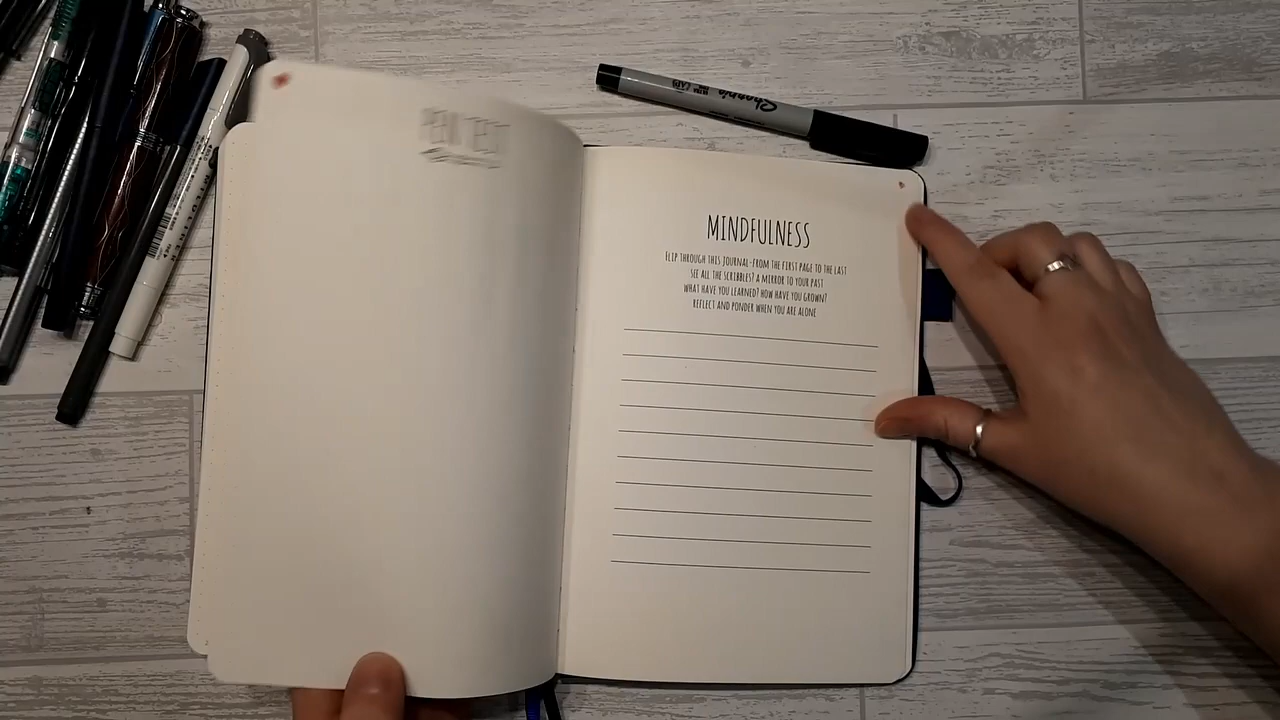 Sharpie
MINDFULNESS
FLIP THROUGH THIS JOURNAL-FROM THE FIRST PAGE TO THE LAST
SEE ALL THE SCRIBBLES? A MIRROR TO YOUR PAST
WHAT HAVE YOU LEARNED? HOW HAVE YOU GROWN?
REFLECT AND PONDER WHEN YOU ARE ALONE